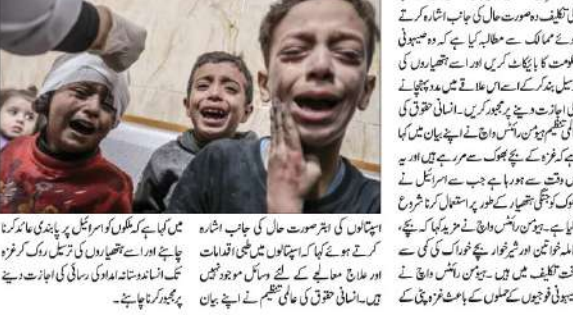 تکلیف دہ صورت حال کی جانب اشارہ کرتے
ہوئے ممالک سے مطالبہ کیا ہے کہ وہ صیہونی
حکومت کا بائیکاٹ کریں اور اسے ہتھیاروں کی
ترسیل بند کر کے اسے اس علاقے میں مدد پہنچانے
کی اجازت دینے پر مجبور کریں۔ انسانی حقوق کی
تنظیم ہیومن رائٹس واچ نے اپنے بیان میں کہا
ہے کہ غزہ کے بچے بھوک سے مر رہے ہیں اور یہ
اس وقت سے ہو رہا ہے جب سے اسرائیل نے
بھوک کو جنگی ہتھیار کے طور پر استعمال کرنا شروع
کیا ہے۔ ہیومن رائٹس واچ نے مزید کہا کہ بچے،
حاملہ خواتین اور شیرخوار بچے خوراک کی کمی سے
سخت تکلیف میں ہیں۔ ہیومن رائٹس واچ نے
صیہونی فوجیوں کے حملوں کے باعث غزہ پٹی کے
اسپتالوں کی ابتر صورت حال کی جانب اشارہ
کرتے ہوئے کہا کہ اسپتالوں میں طبی اقدامات
اور علاج معالجے کے لئے وسائل موجود نہیں
ہیں۔ انسانی حقوق کی عالمی تنظیم نے اپنے بیان
میں کہا ہے کہ ملکوں کو اسرائیل پر پابندی عائد کرنا
چاہئے اور اسے ہتھیاروں کی ترسیل روک کر غزہ
تک انسان دوستانہ امداد کی رسائی کی اجازت دینے
پر مجبور کرنا چاہئے۔